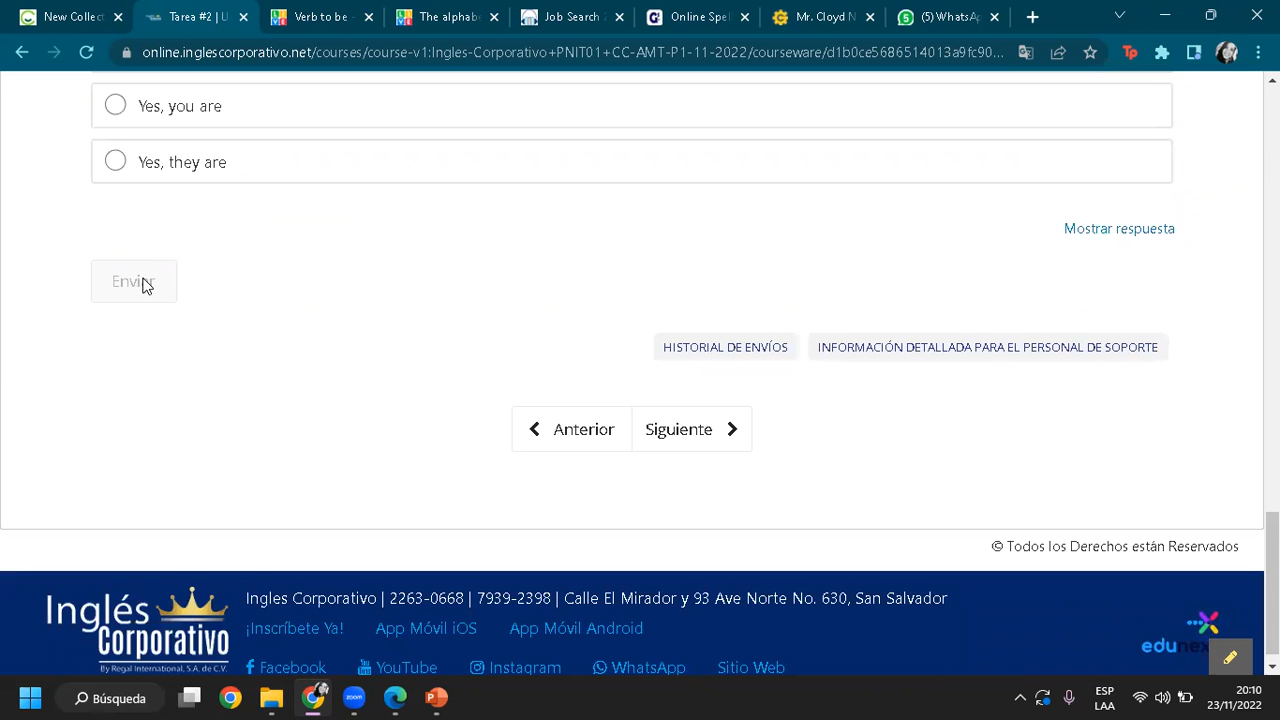 New Collect
Tarea #2 | U
Verb to be -
The alphabe
Job Search
Online Spell
Mr. Cloyd N
(5) WhatsA
online.inglescorporativo.net/courses/course-v1:Ingles-Corporativo+PNIT01+CC-AMT-P1-11-2022/courseware/d1b0ce5686514013a9fc90...
Yes, you are
Yes, they are
Mostrar respuesta
Enviar
HISTORIAL DE ENVÍOS INFORMACIÓN DETALLADA PARA EL PERSONAL DE SOPORTE
Anterior Siguiente
© Todos los Derechos están Reservados
Inglés Corporativo
By Regal International, S.A. de C.V.
Ingles Corporativo | 2263-0668 | 7939-2398 | Calle El Mirador y 93 Ave Norte No. 630, San Salvador
¡Inscríbete Ya! App Móvil iOS App Móvil Android
Facebook YouTube Instagram WhatsApp Sitio Web
edunex
Búsqueda
zoom
ESP
LAA
20:10
23/11/2022